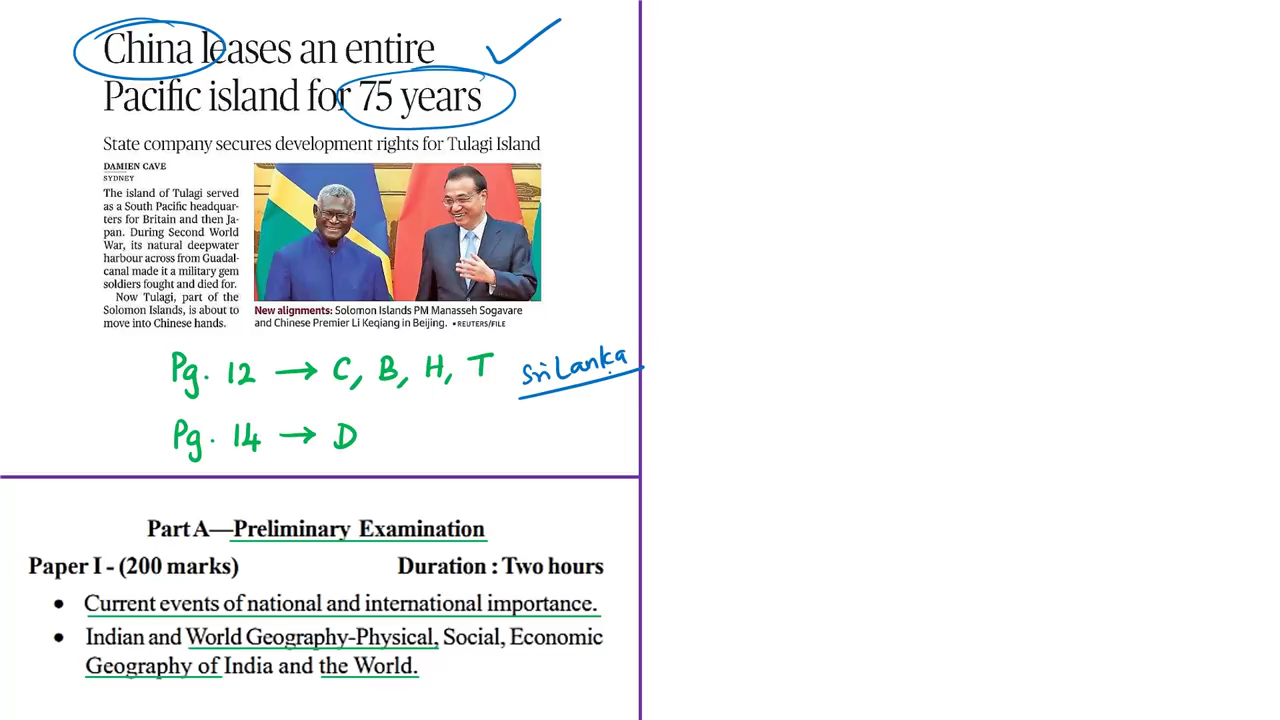 China leases an entire
Pacific island for 75 years
State company secures development rights for Tulagi Island
DAMIEN CAVE
SYDNEY
The island of Tulagi served
as a South Pacific headquar-
ters for Britain and then Ja-
pan. During Second World
War, its natural deepwater
harbour across from Guadal-
canal made it a military gem
soldiers fought and died for.
Now Tulagi, part of the
Solomon Islands, is about to
move into Chinese hands.
New alignments: Solomon Islands PM Manasseh Sogavare
and Chinese Premier Li Keqiang in Beijing. • REUTERS/FILE
Pg. 12 → C, B, H, T
Sri Lanka
Pg. 14 → D
Part A—Preliminary Examination
Paper I - (200 marks) Duration : Two hours
• Current events of national and international importance.
• Indian and World Geography-Physical, Social, Economic
Geography of India and the World.